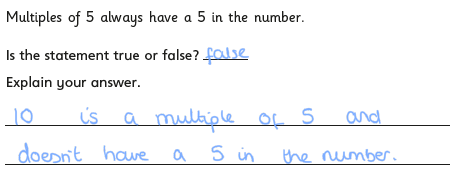 Multiples of 5 always have a 5 in the number.
Is the statement true or false? false
Explain your answer.
10 is a multiple of 5 and
doesn't have a 5 in the number.